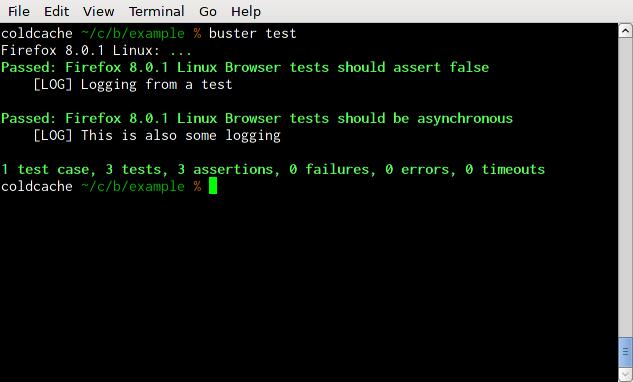 File Edit View Terminal Go Help
coldcache ~/c/b/example % buster test
Firefox 8.0.1 Linux: ...
Passed: Firefox 8.0.1 Linux Browser tests should assert false
[LOG] Logging from a test
Passed: Firefox 8.0.1 Linux Browser tests should be asynchronous
[LOG] This is also some logging
1 test case, 3 tests, 3 assertions, 0 failures, 0 errors, 0 timeouts
coldcache ~/c/b/example %